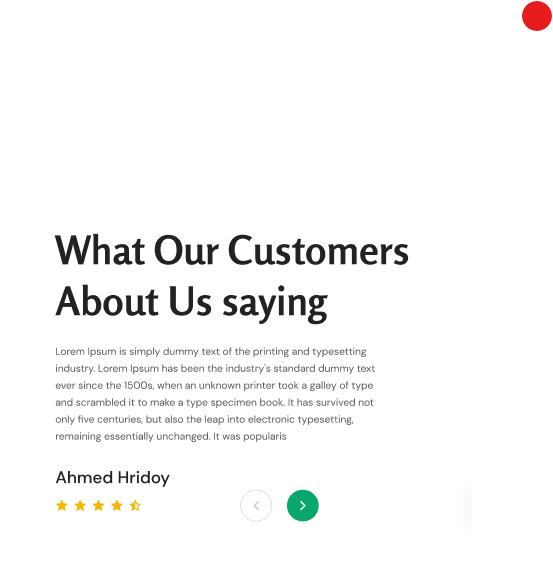 What Our Customers
About Us saying
Lorem Ipsum is simply dummy text of the printing and typesetting
industry. Lorem Ipsum has been the industry's standard dummy text
ever since the 1500s, when an unknown printer took a galley of type
and scrambled it to make a type specimen book. It has survived not
only five centuries, but also the leap into electronic typesetting,
remaining essentially unchanged. It was popularis
Ahmed Hridoy